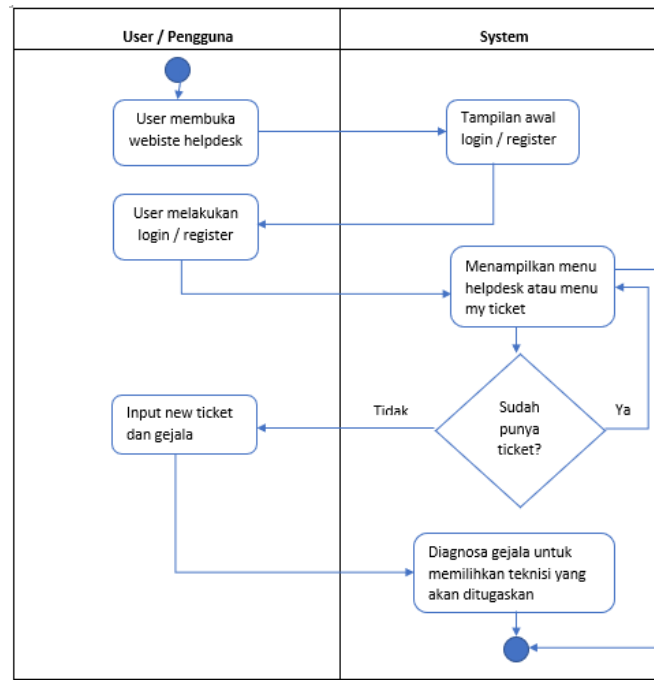 User / Pengguna
System
User membuka
webiste helpdesk
Tampilan awal
login / register
User melakukan
login / register
Menampilkan menu
helpdesk atau menu
my ticket
Sudah
punya
ticket?
Tidak
Ya
Input new ticket
dan gejala
Diagnosa gejala untuk
memilihkan teknisi yang
akan ditugaskan